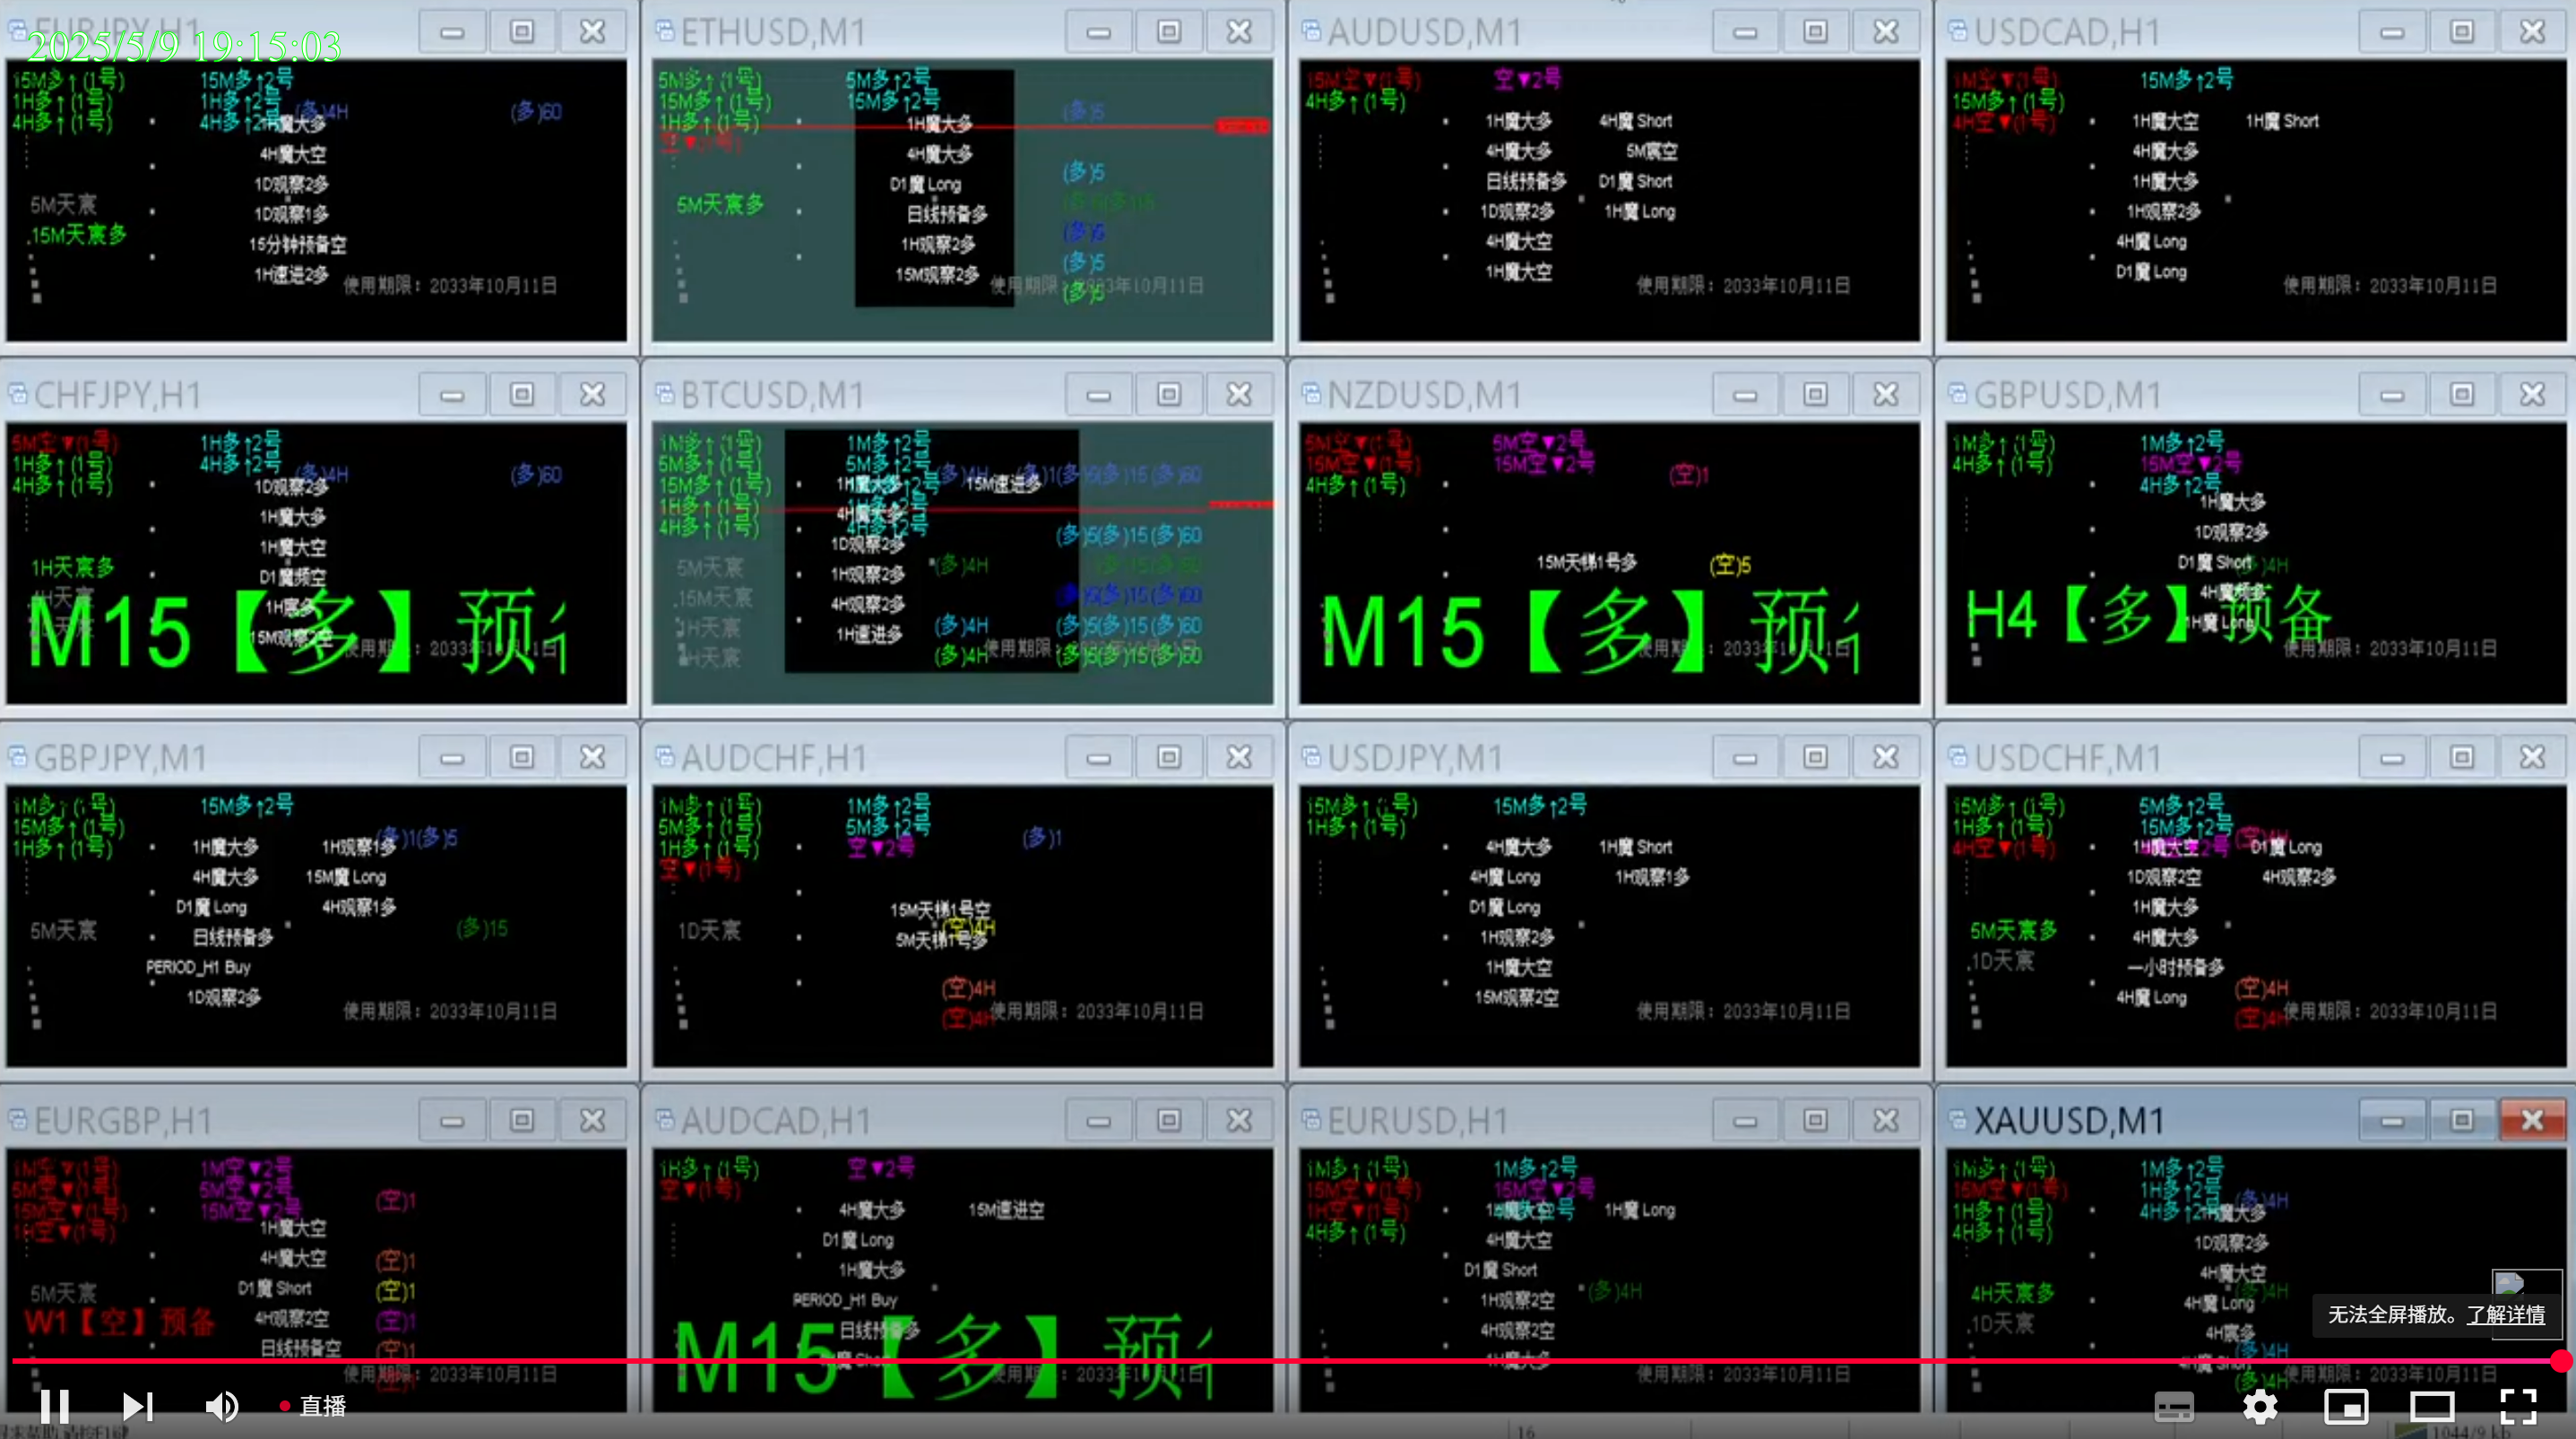 EURJPY,H1
2025/5/9 19:15:03
15M多↑(1号) 15M多↑2号
1H多↑(1号) 1H多↑2号 (多)4H (多)60
4H多↑(1号) 4H多↑2号
1H魔大多
4H魔大空
1D观察2多
5M天宸
1D观察1多
15M天宸多
15分钟预备空
1H速进2多
使用期限：2033年10月11日
ETHUSD,M1
5M多↑(1号) 5M多↑2号
15M多↑(1号) 15M多↑2号
1H多↑(1号) (多)5
空▼(1号)
1H魔大多
4H魔大多
D1魔 Long (多)5
5M天宸多
日线预备多
1H观察2多 (多)5
15M观察2多 (多)5
使用期限：2033年10月11日
(多)5
AUDUSD,M1
15M空▼(1号) 空▼2号
4H多↑(1号)
1H魔大多 4H魔 Short
4H魔大多 5M宸空
日线预备多 D1魔 Short
1D观察2多 1H魔 Long
4H魔大空
1H魔大空
使用期限：2033年10月11日
USDCAD,H1
1M空▼(1号) 15M多↑2号
15M多↑(1号)
4H空▼(1号)
1H魔大空 1H魔 Short
4H魔大多
1H魔大多
1H观察2多
4H魔 Long
D1魔 Long
使用期限：2033年10月11日
CHFJPY,H1
5M空▼(1号) 1H多↑2号
1H多↑(1号) 4H多↑2号 (多)4H (多)60
4H多↑(1号)
1D观察2多
1H魔大多
1H魔大空
1H天宸多
D1魔频空
4H天宸
1H宸多
M15【多】预
15M观察2空
使用期限：2033年10月11日
BTCUSD,M1
1M多↑(1号) 1M多↑2号
5M多↑(1号) 5M多↑2号 (多)4H (多)1(多)5(多)15(多)60
15M多↑(1号)
1H多↑(1号)
4H多↑(1号) 4H多↑2号
1H魔大多 15M速进多
4H魔大多
1D观察2多 (多)5(多)15(多)60
5M天宸
1H观察2多 (多)4H
15M天宸
4H观察2多 (多)15(多)60
1H天宸
1H速进多 (多)4H (多)5(多)15(多)60
4H天宸 (多)4H (多)5(多)15(多)60
使用期限：
NZDUSD,M1
5M空▼(1号) 5M空▼2号
15M空▼(1号) 15M空▼2号 (空)1
4H多↑(1号)
15M天梯1号多 (空)5
M15【多】预
使用期限：2033年10月11日
GBPUSD,M1
1M多↑(1号) 1M多↑2号
4H多↑(1号) 15M空▼2号
4H多↑2号
1H魔大多
1D观察2多
D1魔 Short (多)4H
4H魔频多
H4【多】预备
1H魔 Long
使用期限：2033年10月11日
GBPJPY,M1
1M多↑(1号) 15M多↑2号
15M多↑(1号) (多)1(多)5
1H多↑(1号)
1H魔大多 1H观察1多
4H魔大多 15M魔 Long
D1魔 Long 4H观察1多
5M天宸 (多)15
日线预备多
PERIOD_H1 Buy
1D观察2多
使用期限：2033年10月11日
AUDCHF,H1
1M多↑(1号) 1M多↑2号
5M多↑(1号) 5M多↑2号 (多)1
1H多↑(1号) 空▼2号
空▼(1号)
15M天梯1号空
1D天宸 (空)4H
5M天梯1号多
(空)4H
(空)4H
使用期限：2033年10月11日
USDJPY,M1
15M多↑(1号) 15M多↑2号
1H多↑(1号)
4H魔大多 1H魔 Short
4H魔 Long 1H观察1多
D1魔 Long
1H观察2多
1H魔大空
15M观察2空
使用期限：2033年10月11日
USDCHF,M1
15M多↑(1号) 5M多↑2号
1H多↑(1号) 15M多↑2号 (空)4H
4H空▼(1号)
1H魔大空 D1魔 Long
1D观察2空 4H观察2多
1H魔大多
5M天宸多
4H魔大多
1D天宸
一小时预备多
4H魔 Long (空)4H
(空)4H
使用期限：2033年10月11日
EURGBP,H1
1M空▼(1号) 1M空▼2号
5M空▼(1号) 5M空▼2号 (空)1
15M空▼(1号) 15M空▼2号
1H空▼(1号)
1H魔大空
4H魔大空 (空)1
5M天宸
D1魔 Short (空)1
W1【空】预备
4H观察2空 (空)1
日线预备空 (空)1
使用期限：2033年10月11日
AUDCAD,H1
1H多↑(1号) 空▼2号
空▼(1号)
4H魔大多 15M速进空
D1魔 Long
1H魔大多
PERIOD_H1 Buy
日线预备多
M15【多】预
EURUSD,H1
1M多↑(1号) 1M多↑2号
15M空▼(1号) 15M空▼2号
1H空▼(1号)
4H多↑(1号)
1H魔 Long
4H魔大空
D1魔 Short
1H观察2空 (多)4H
4H观察2空
1H魔大多
使用期限：2033年10月11日
XAUUSD,M1
1M多↑(1号) 1M多↑2号
15M空▼(1号) 1H多↑2号 (多)4H
1H多↑(1号) 4H多↑2号
4H多↑(1号)
1H魔大多
1D观察2多
4H魔大空
4H天宸多 (多)4H
4H魔 Long
1D天宸
4H宸多
(多)4H
(多)4H
使用期限：2033年10月11日
无法全屏播放。了解详情
直播
16